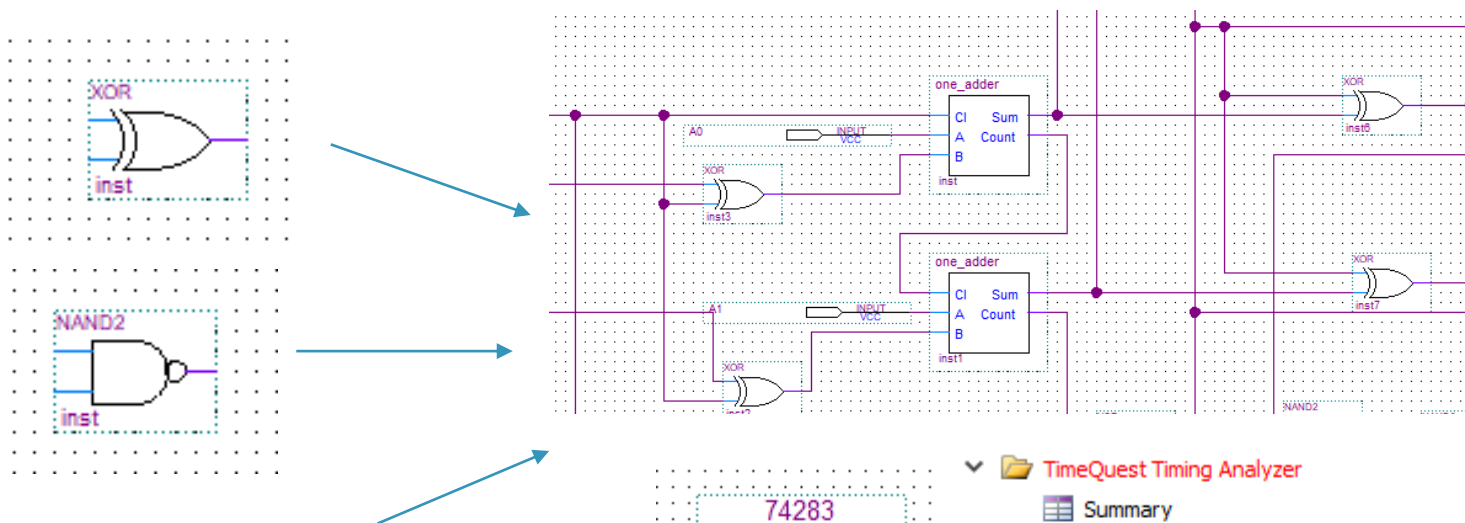 XOR
inst
NAND2
inst
one_adder
CI Sum
A Count
B
inst
A0 INPUT
VCC
XOR
inst3
one_adder
CI Sum
A Count
B
inst1
A1 INPUT
VCC
XOR
XOR
inst6
XOR
inst7
NAND2
74283
TimeQuest Timing Analyzer
Summary